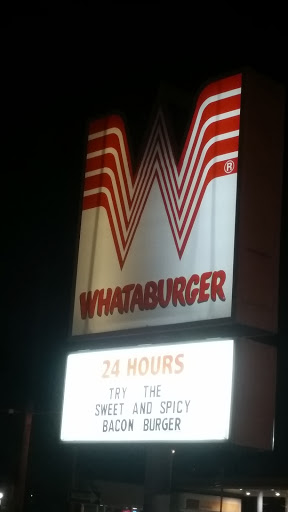 W
®
WHATABURGER
24 HOURS
TRY THE
SWEET AND SPICY
BACON BURGER